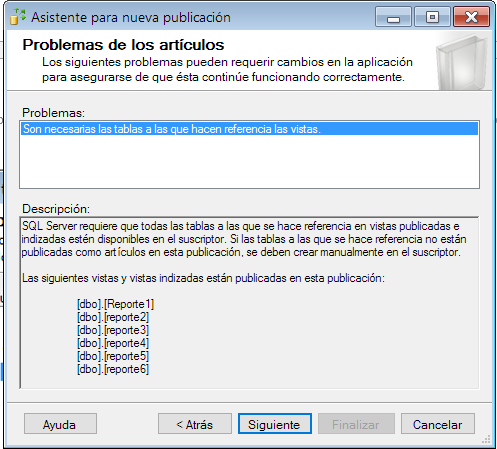 Asistente para nueva publicación
Problemas de los artículos
Los siguientes problemas pueden requerir cambios en la aplicación
para asegurarse de que ésta continúe funcionando correctamente.
Problemas:
Son necesarias las tablas a las que hacen referencia las vistas.
Descripción:
SQL Server requiere que todas las tablas a las que se hace referencia en vistas publicadas e
indizadas estén disponibles en el suscriptor. Si las tablas a la que se hace referencia no están
publicadas como artículos en esta publicación, se deben crear manualmente en el suscriptor.
Las siguientes vistas y vistas indizadas están publicadas en esta publicación:
[dbo].[Reporte1]
[dbo].[reporte2]
[dbo].[reporte3]
[dbo].[reporte4]
[dbo].[reporte5]
[dbo].[reporte6]
Ayuda
< Atrás
Siguiente
Finalizar
Cancelar